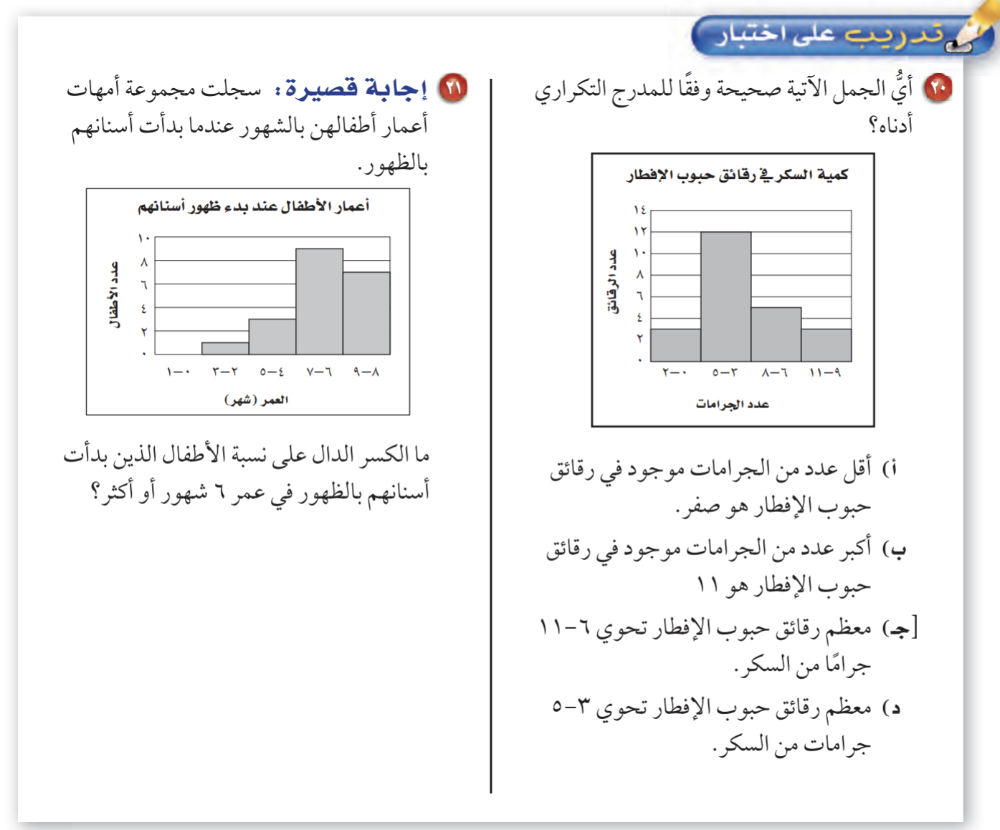 تدريب على اختبار
٢٠ أيُّ الجمل الآتية صحيحة وفقًا للمدرج التكراري
أدناه؟
كمية السكر في رقائق حبوب الإفطار
عدد الرقائق
١٤
١٢
١٠
٨
٦
٤
٢
٠
٠-٢ ٣-٥ ٦-٨ ٩-١١
عدد الجرامات
أ) أقل عدد من الجرامات موجود في رقائق
حبوب الإفطار هو صفر.
ب) أكبر عدد من الجرامات موجود في رقائق
حبوب الإفطار هو ١١
[جـ) معظم رقائق حبوب الإفطار تحوي ٦-١١
جرامًا من السكر.
د) معظم رقائق حبوب الإفطار تحوي ٣-٥
جرامات من السكر.
٢١ إجابة قصيرة: سجلت مجموعة أمهات
أعمار أطفالهن بالشهور عندما بدأت أسنانهم
بالظهور.
أعمار الأطفال عند بدء ظهور أسنانهم
عدد الأطفال
١٠
٨
٦
٤
٢
٠
٠-١ ٢-٣ ٤-٥ ٦-٧ ٨-٩
العمر (شهر)
ما الكسر الدال على نسبة الأطفال الذين بدأت
أسنانهم بالظهور في عمر ٦ شهور أو أكثر؟